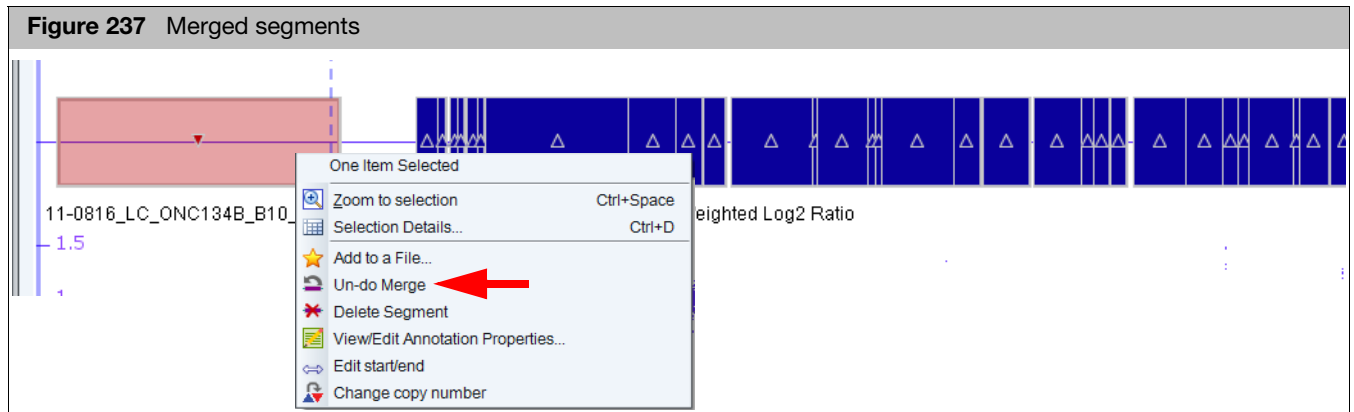 Figure 237 Merged segments
One Item Selected
Zoom to selection Ctrl+Space
11-0816_LC_ONC134B_B10_ eighted Log2 Ratio
Selection Details... Ctrl+D
1.5
Add to a File...
Un-do Merge
1
Delete Segment
View/Edit Annotation Properties...
Edit start/end
Change copy number